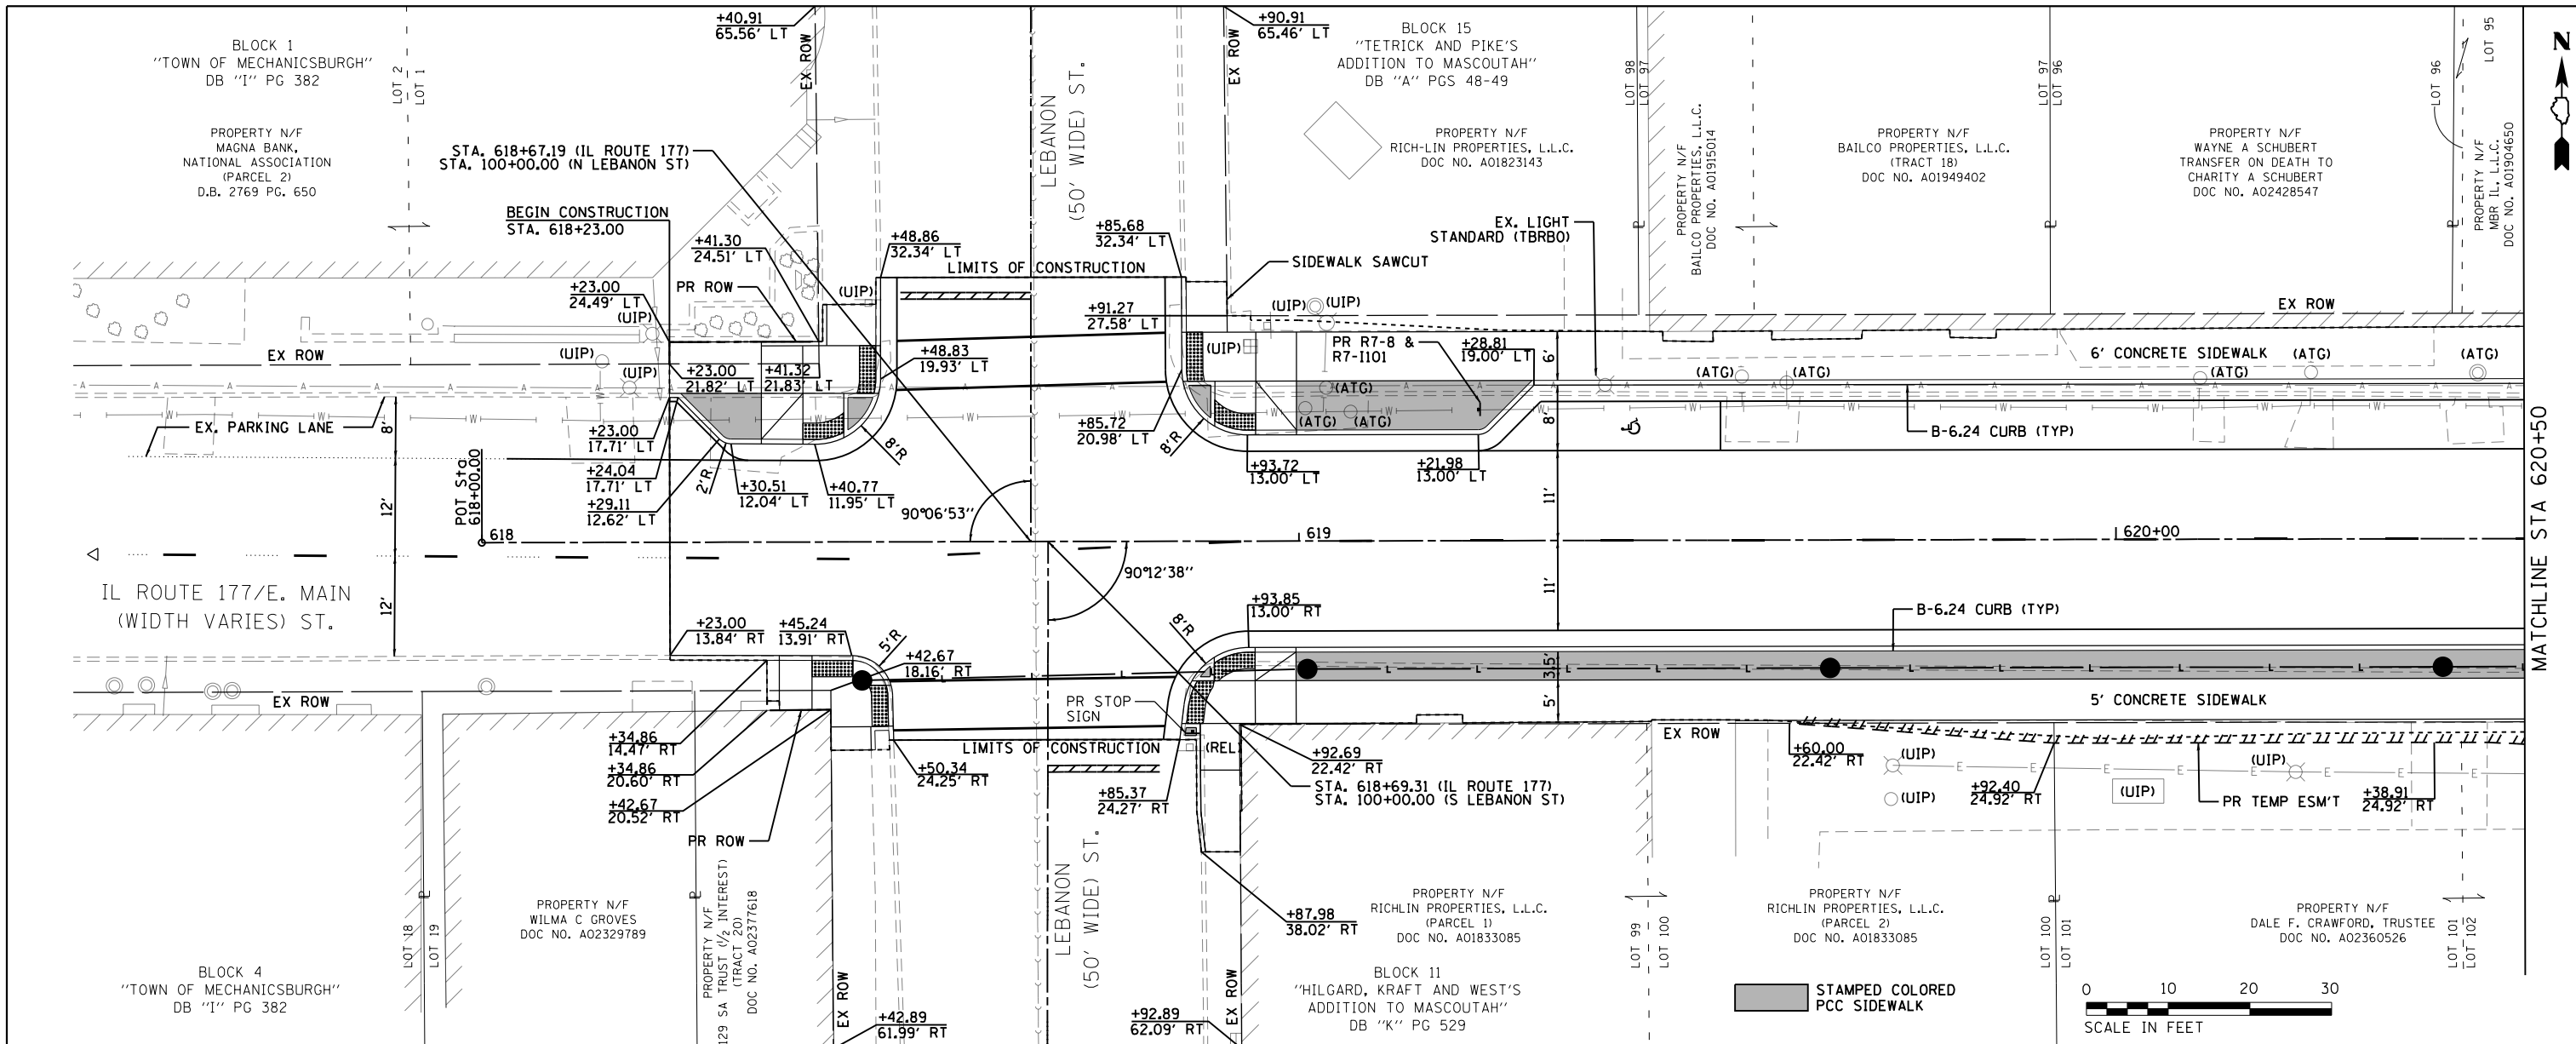 +40.91
65.56' LT
+90.91
65.46' LT
BLOCK 1
"TOWN OF MECHANICSBURGH"
DB "I" PG 382
LOT 2
LOT 1
EX ROW
LEBANON
(50' WIDE) ST.
EX ROW
BLOCK 15
"TETRICK AND PIKE'S
ADDITION TO MASCOUTAH"
DB "A" PGS 48-49
LOT 98
LOT 97
LOT 97
LOT 96
LOT 96
LOT 95
N
PROPERTY N/F
MAGNA BANK,
NATIONAL ASSOCIATION
(PARCEL 2)
D.B. 2769 PG. 650
STA. 618+67.19 (IL ROUTE 177)
STA. 100+00.00 (N LEBANON ST)
PROPERTY N/F
RICH-LIN PROPERTIES, L.L.C.
DOC NO. A01823143
PROPERTY N/F
BAILCO PROPERTIES, L.L.C.
DOC NO. A01915014
PROPERTY N/F
BAILCO PROPERTIES, L.L.C.
(TRACT 18)
DOC NO. A01949402
PROPERTY N/F
WAYNE A SCHUBERT
TRANSFER ON DEATH TO
CHARITY A SCHUBERT
DOC NO. A02428547
PROPERTY N/F
MBR IL, L.L.C.
DOC NO. A01904650
BEGIN CONSTRUCTION
STA. 618+23.00
+41.30
24.51' LT
+48.86
32.34' LT
+85.68
32.34' LT
EX. LIGHT
STANDARD (TBRBO)
LIMITS OF CONSTRUCTION
SIDEWALK SAWCUT
+23.00
24.49' LT
(UIP)
PR ROW
(UIP)
+91.27
27.58' LT
(UIP)
(UIP)
EX ROW
EX ROW
(UIP)
(UIP)
+23.00
21.82' LT
+41.32
21.83' LT
+48.83
19.93' LT
(UIP)
PR R7-8 &
R7-I101
+28.81
19.00' LT
6'
6' CONCRETE SIDEWALK
(ATG)
(ATG)
(ATG)
(ATG)
(ATG)
(ATG)
(ATG)
(ATG)
EX. PARKING LANE
8'
+23.00
17.71' LT
+24.04
17.71' LT
+29.11
12.62' LT
2'R
+30.51
12.04' LT
+40.77
11.95' LT
8'R
+85.72
20.98' LT
8'R
+93.72
13.00' LT
+21.98
13.00' LT
8'
B-6.24 CURB (TYP)
POT Sta
618+00.00
12'
618
90°06'53"
11'
619
620+00
MATCHLINE STA 620+50
IL ROUTE 177/E. MAIN
(WIDTH VARIES) ST.
12'
90°12'38"
11'
+23.00
13.84' RT
+45.24
13.91' RT
5'R
+42.67
18.16' RT
8'R
+93.85
13.00' RT
B-6.24 CURB (TYP)
EX ROW
PR STOP
SIGN
3.5'
5'
5' CONCRETE SIDEWALK
+34.86
14.47' RT
+34.86
20.60' RT
+42.67
20.52' RT
PR ROW
LIMITS OF CONSTRUCTION
(REL
+50.34
24.25' RT
+85.37
24.27' RT
+92.69
22.42' RT
STA. 618+69.31 (IL ROUTE 177)
STA. 100+00.00 (S LEBANON ST)
EX ROW
+60.00
22.42' RT
(UIP)
(UIP)
(UIP)
(UIP)
+92.40
24.92' RT
PR TEMP ESM'T
+38.91
24.92' RT
LEBANON
(50' WIDE) ST.
+87.98
38.02' RT
LOT 18
LOT 19
PROPERTY N/F
WILMA C GROVES
DOC NO. A02329789
PROPERTY N/F
129 SA TRUST (1/2 INTEREST)
(TRACT 20)
DOC NO. A02377618
PROPERTY N/F
RICHLIN PROPERTIES, L.L.C.
(PARCEL 1)
DOC NO. A01833085
LOT 99
LOT 100
PROPERTY N/F
RICHLIN PROPERTIES, L.L.C.
(PARCEL 2)
DOC NO. A01833085
LOT 100
LOT 101
PROPERTY N/F
DALE F. CRAWFORD, TRUSTEE
DOC NO. A02360526
LOT 101
LOT 102
BLOCK 4
"TOWN OF MECHANICSBURGH"
DB "I" PG 382
EX ROW
+42.89
61.99' RT
+92.89
62.09' RT
EX ROW
BLOCK 11
"HILGARD, KRAFT AND WEST'S
ADDITION TO MASCOUTAH"
DB "K" PG 529
STAMPED COLORED
PCC SIDEWALK
0 10 20 30
SCALE IN FEET